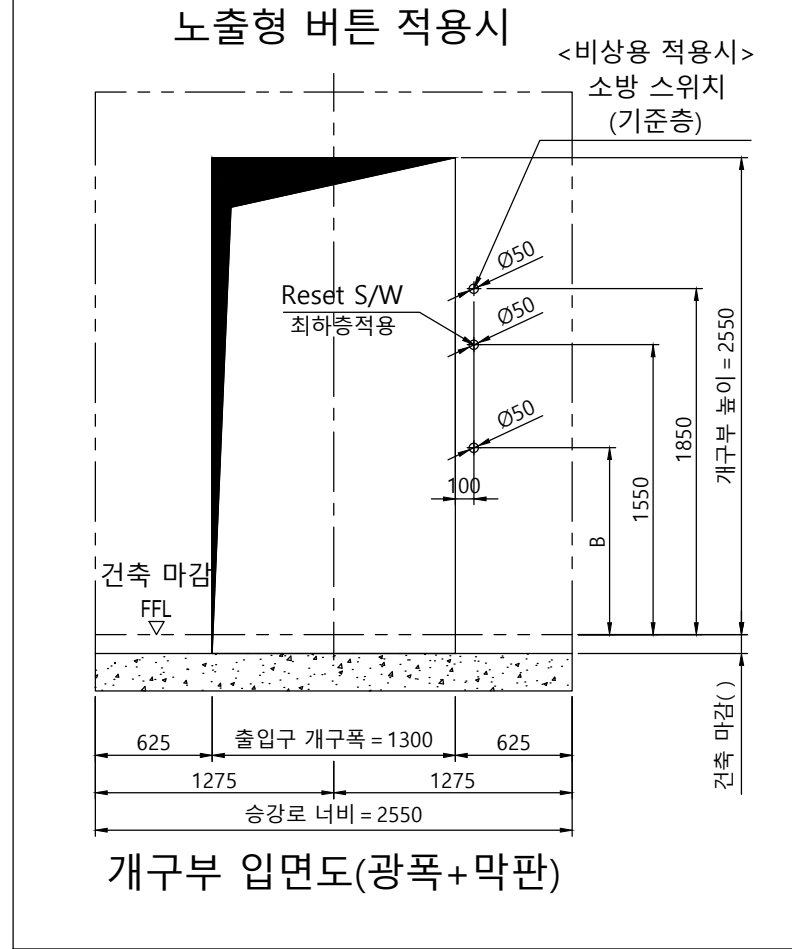 노출형 버튼 적용시
<비상용 적용시>
소방 스위치
(기준층)
Ø50
Reset S/W
최하층적용
Ø50
Ø50
100
B
1550
1850
개구부 높이 = 2550
건축 마감
FFL
건축 마감( )
625
출입구 개구폭 = 1300
625
1275
1275
승강로 너비 = 2550
개구부 입면도(광폭+막판)